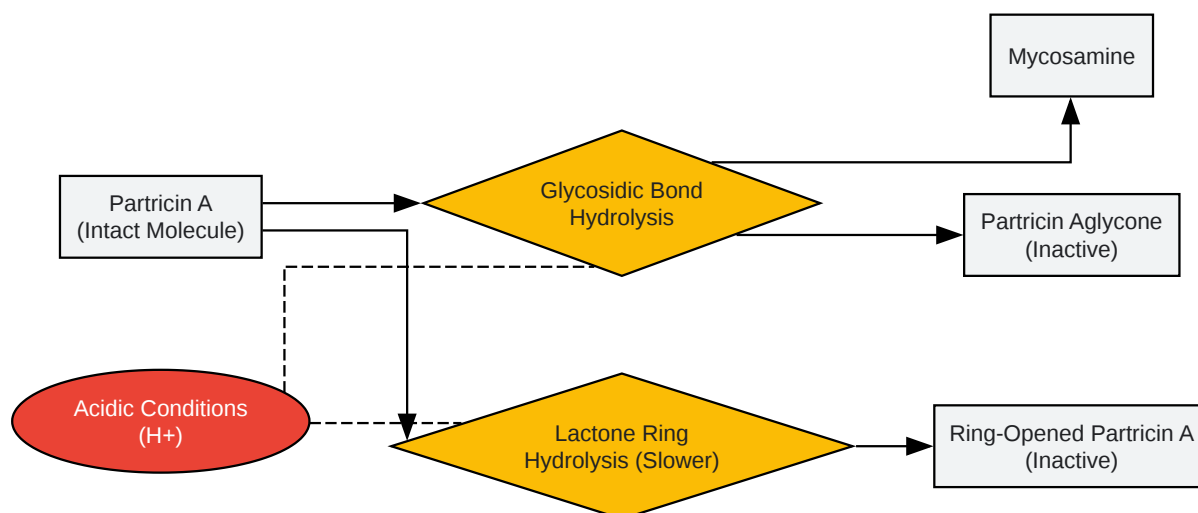 Mycosamine
Partricin A
(Intact Molecule)
Glycosidic Bond
Hydrolysis
Partricin Aglycone
(Inactive)
Acidic Conditions
(H+)
Lactone Ring
Hydrolysis (Slower)
Ring-Opened Partricin A
(Inactive)